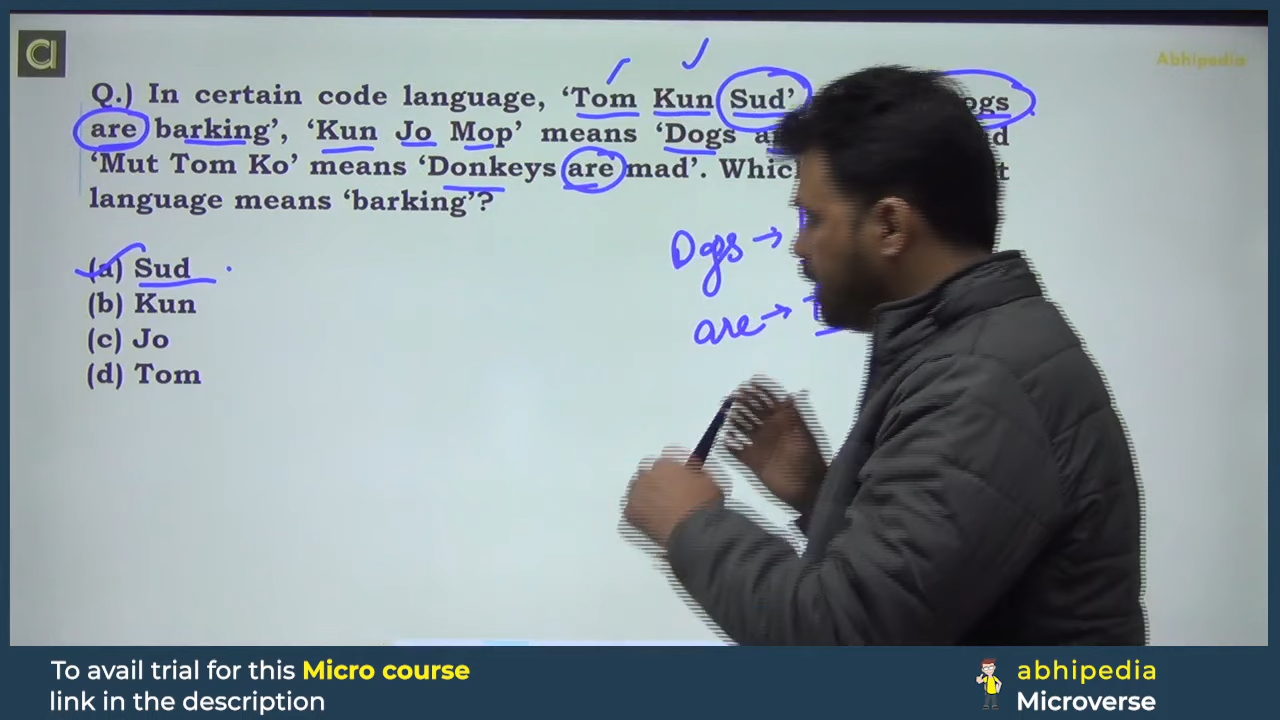 Abhipedia
Q.) In certain code language, ‘Tom Kun Sud’ ogs
are barking’, ‘Kun Jo Mop’ means ‘Dogs
‘Mut Tom Ko’ means ‘Donkeys are mad’. Whic
language means ‘barking’?
Dogs →
are →
(a) Sud
(b) Kun
(c) Jo
(d) Tom
To avail trial for this Micro course
link in the description
abhipedia
Microverse